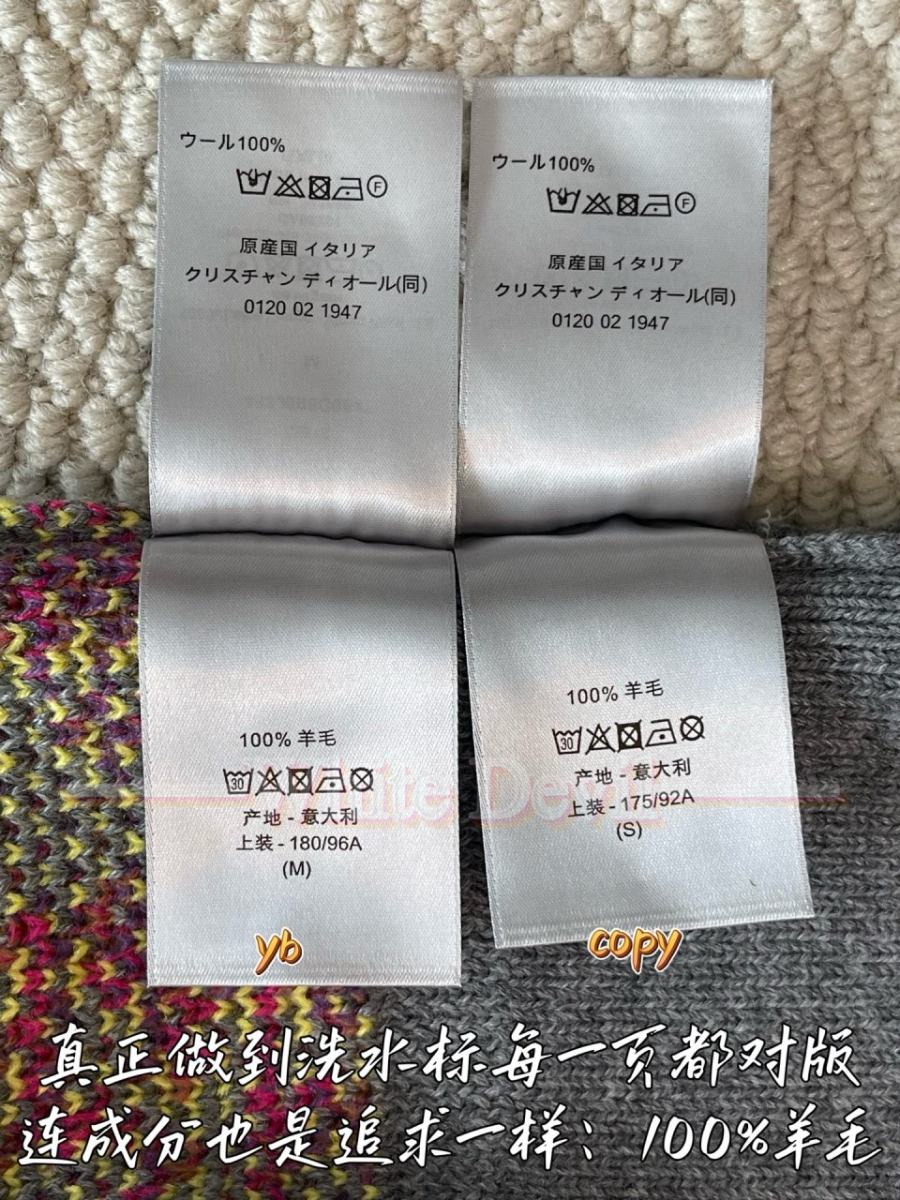 ウール100%
F
原産国 イタリア
クリスチャン ディオール(同)
0120 02 1947
ウール100%
F
原産国 イタリア
クリスチャン ディオール(同)
0120 02 1947
100% 羊毛
30
产地 - 意大利
上装 - 180/96A
(M)
yb
100% 羊毛
30
产地 - 意大利
上装 - 175/92A
(S)
copy
White Devil
真正做到洗水标每一页都对版
连成分也是追求一样：100%羊毛